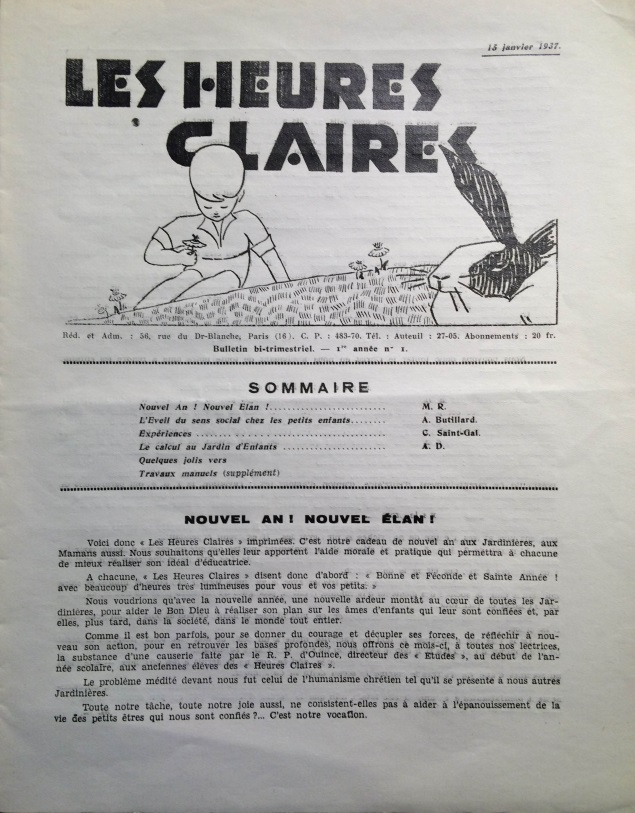 15 janvier 1937.
LES HEURES
CLAIRES
Réd. et Adm. : 56, rue du Dr-Blanche, Paris (16). C. P. : 483-70. Tél. : Auteuil : 27-05. Abonnements : 20 fr.
Bulletin bi-trimestriel. — 1re année n° 1.
SOMMAIRE
Nouvel An ! Nouvel Elan !.......................... M. R.
L'Eveil du sens social chez les petits enfants........ A. Butillard.
Expériences .......................................... C. Saint-Gal.
Le calcul au Jardin d'Enfants ....................... A. D.
Quelques jolis vers
Travaux manuels (supplément)
NOUVEL AN ! NOUVEL ÉLAN !
Voici donc « Les Heures Claires » imprimées. C'est notre cadeau de nouvel an aux Jardinières, aux
Mamans aussi. Nous souhaitons qu'elles leur apportent l'aide morale et pratique qui permettra à chacune
de mieux réaliser son idéal d'éducatrice.
A chacune, « Les Heures Claires » disent donc d'abord : « Bonne et Féconde et Sainte Année !
avec beaucoup d'heures très lumineuses pour vous et vos petits. »
Nous voudrions qu'avec la nouvelle année, une nouvelle ardeur montât au cœur de toutes les Jar-
dinières, pour aider le Bon Dieu à réaliser son plan sur les âmes d'enfants qui leur sont confiées et, par
elles, plus tard, dans la société, dans le monde tout entier.
Comme il est bon parfois, pour se donner du courage et décupler ses forces, de réfléchir à nou-
veau son action, pour en retrouver les bases profondes, nous offrons ce mois-ci, à toutes nos lectrices,
la substance d'une causerie faite par le R. P. d'Ouince, directeur des « Etudes », au début de l'an-
née scolaire, aux anciennes élèves des « Heures Claires ».
Le problème médité devant nous fut celui de l'humanisme chrétien tel qu'il se présente à nous autres
Jardinières.
Toute notre tâche, toute notre joie aussi, ne consistent-elles pas à aider à l'épanouissement de la
vie des petits êtres qui nous sont confiés ?... C'est notre vocation.